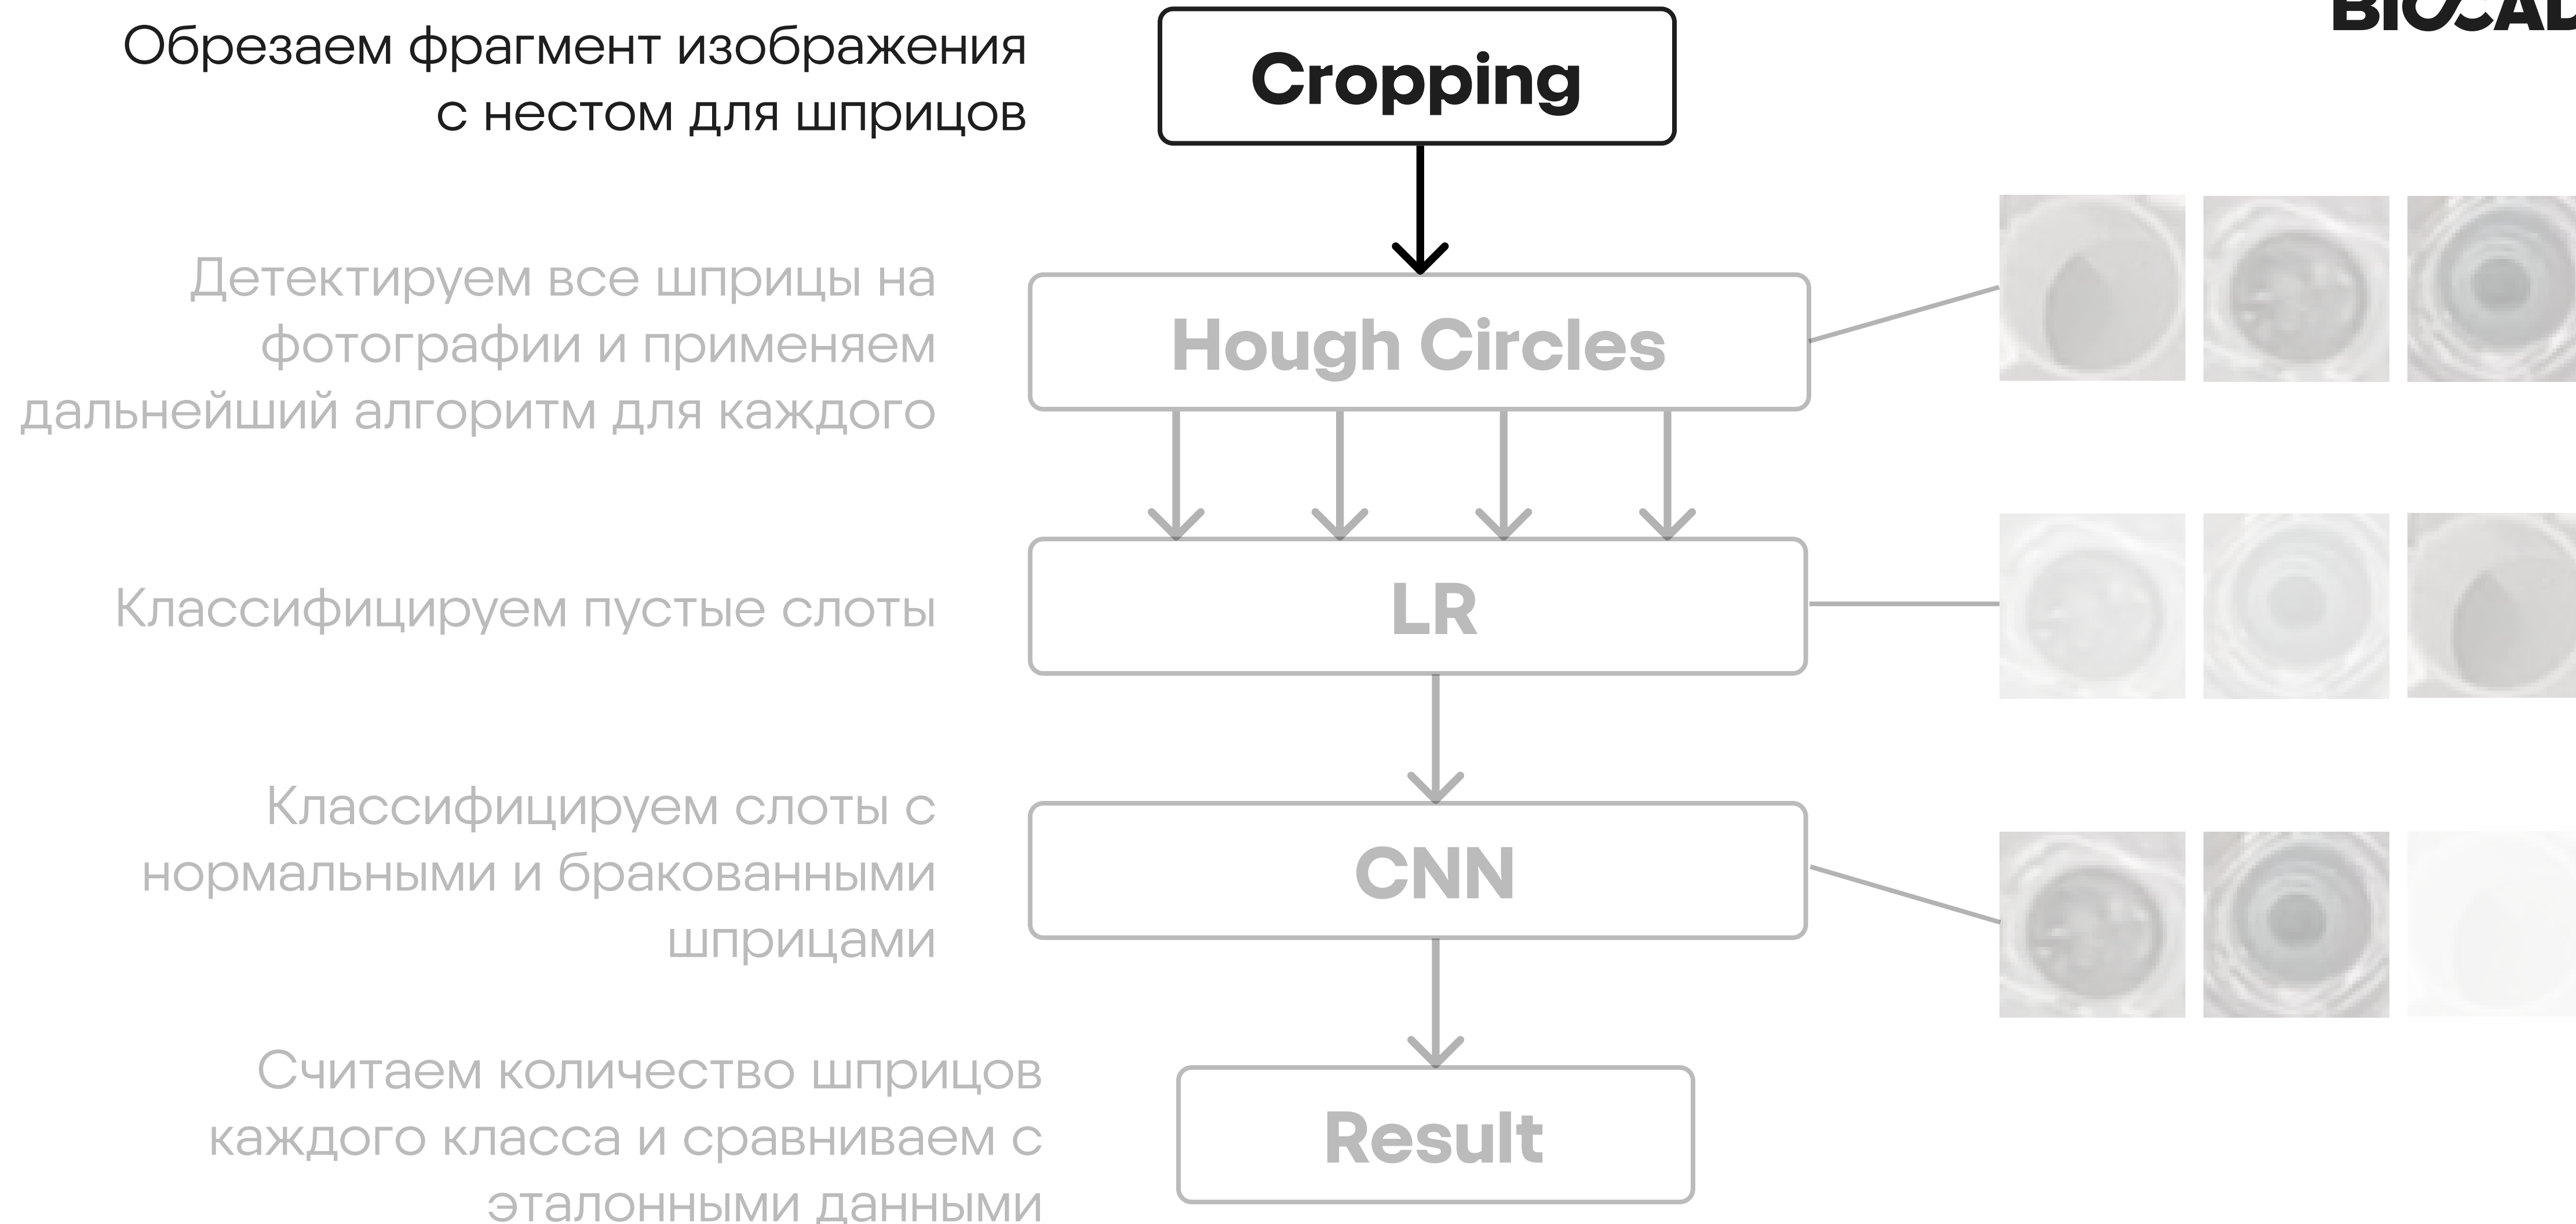 Обрезаем фрагмент изображения
с нестом для шприцов
Cropping
BIOCAD
Детектируем все шприцы на
фотографии и применяем
дальнейший алгоритм для каждого
Hough Circles
Классифицируем пустые слоты
LR
Классифицируем слоты с
нормальными и бракованными
шприцами
CNN
Считаем количество шприцов
каждого класса и сравниваем с
эталонными данными
Result